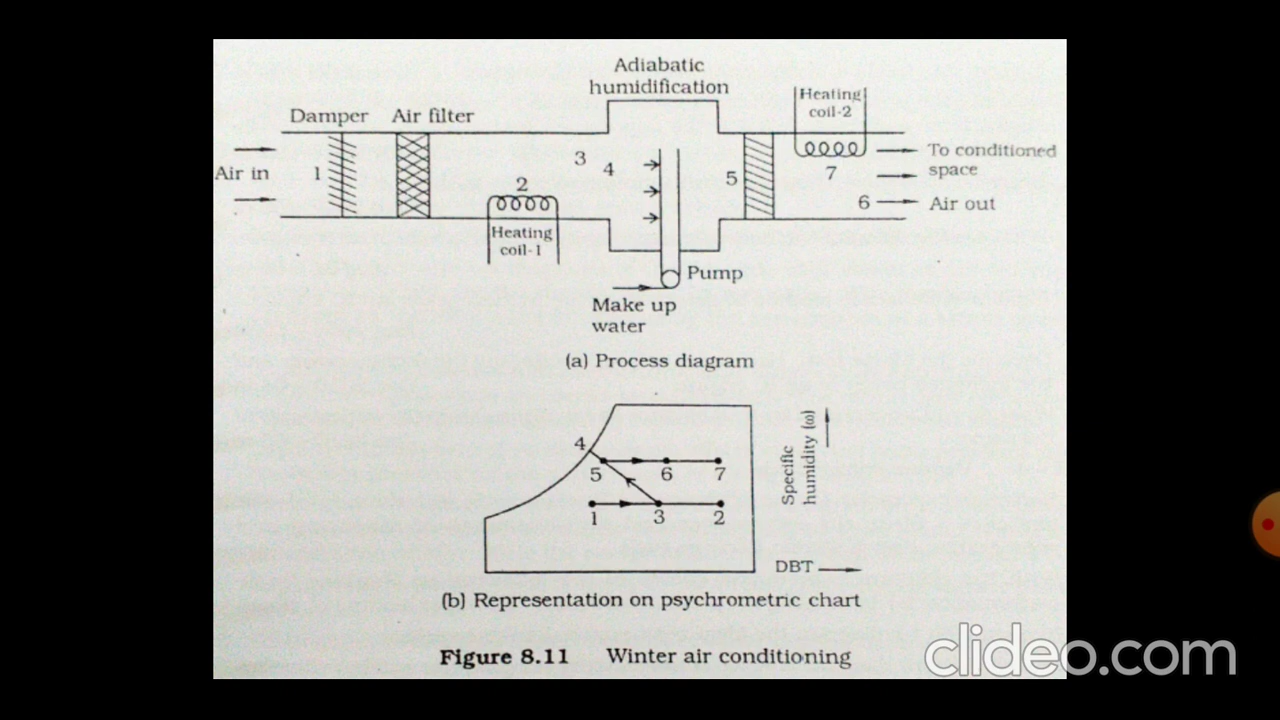 Adiabatic
humidification
Damper
Air filter
Heating
coil-2
Air in
1
2
3
4
5
7
6
To conditioned
space
Air out
Heating
coil-1
Pump
Make up
water
(a) Process diagram
4
5
6
7
1
3
2
Specific
humidity (ω)
DBT
(b) Representation on psychrometric chart
Figure 8.11 Winter air conditioning
clideo.com